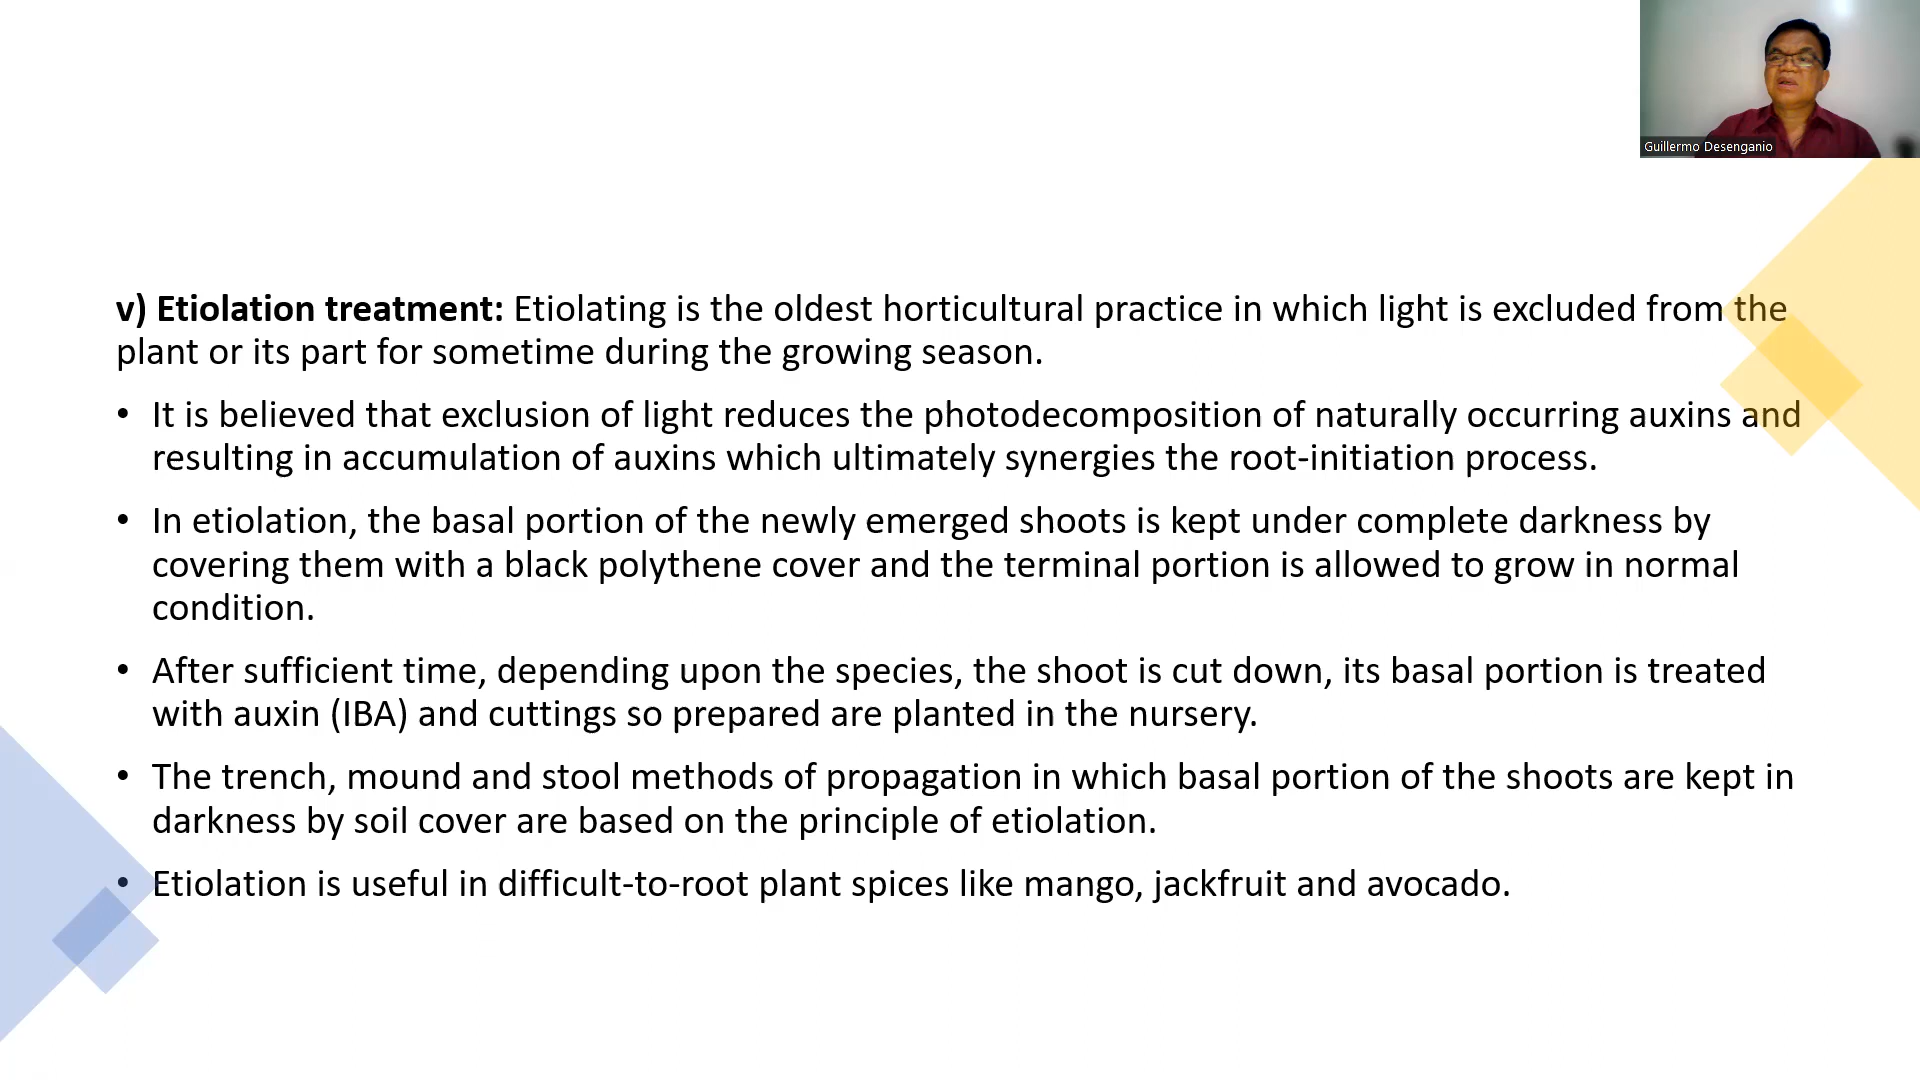 Guillermo Desenganio
v) Etiolation treatment: Etiolating is the oldest horticultural practice in which light is excluded from the
plant or its part for sometime during the growing season.
• It is believed that exclusion of light reduces the photodecomposition of naturally occurring auxins and
resulting in accumulation of auxins which ultimately synergies the root-initiation process.
• In etiolation, the basal portion of the newly emerged shoots is kept under complete darkness by
covering them with a black polythene cover and the terminal portion is allowed to grow in normal
condition.
• After sufficient time, depending upon the species, the shoot is cut down, its basal portion is treated
with auxin (IBA) and cuttings so prepared are planted in the nursery.
• The trench, mound and stool methods of propagation in which basal portion of the shoots are kept in
darkness by soil cover are based on the principle of etiolation.
• Etiolation is useful in difficult-to-root plant spices like mango, jackfruit and avocado.